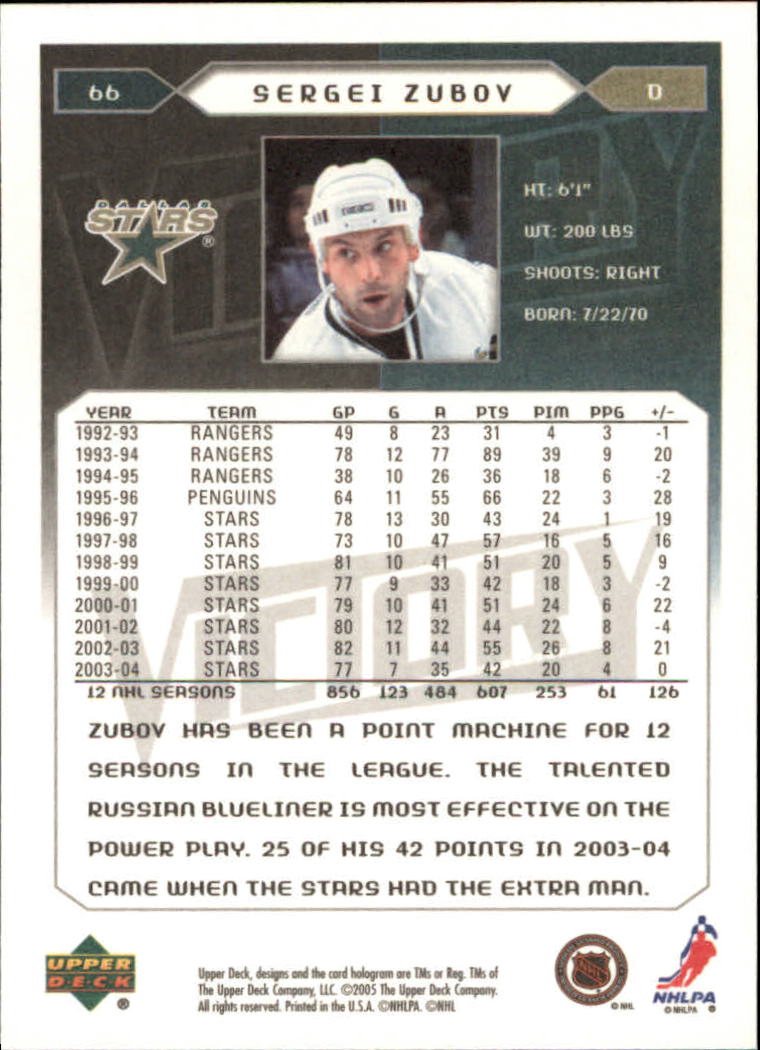 66 SERGEI ZUBOV D
DALLAS
STARS®
HT: 6'1"
WT: 200 LBS
SHOOTS: RIGHT
BORN: 7/22/70
YEAR TEAM GP G A PTS PIM PPG +/-
1992-93 RANGERS 49 8 23 31 4 3 -1
1993-94 RANGERS 78 12 77 89 39 9 20
1994-95 RANGERS 38 10 26 36 18 6 -2
1995-96 PENGUINS 64 11 55 66 22 3 28
1996-97 STARS 78 13 30 43 24 1 19
1997-98 STARS 73 10 47 57 16 5 16
1998-99 STARS 81 10 41 51 20 5 9
1999-00 STARS 77 9 33 42 18 3 -2
2000-01 STARS 79 10 41 51 24 6 22
2001-02 STARS 80 12 32 44 22 8 -4
2002-03 STARS 82 11 44 55 26 8 21
2003-04 STARS 77 7 35 42 20 4 0
12 NHL SEASONS 856 123 484 607 253 61 126
VICTORY
ZUBOV HAS BEEN A POINT MACHINE FOR 12
SEASONS IN THE LEAGUE. THE TALENTED
RUSSIAN BLUELINER IS MOST EFFECTIVE ON THE
POWER PLAY. 25 OF HIS 42 POINTS IN 2003-04
CAME WHEN THE STARS HAD THE EXTRA MAN.
UPPER
DECK®
Upper Deck, designs and the card hologram are TMs or Reg. TMs of
The Upper Deck Company, LLC. ©2005 The Upper Deck Company.
All rights reserved. Printed in the U.S.A. ©NHLPA. ©NHL
NHL
© NHL
NHLPA
© NHLPA ®